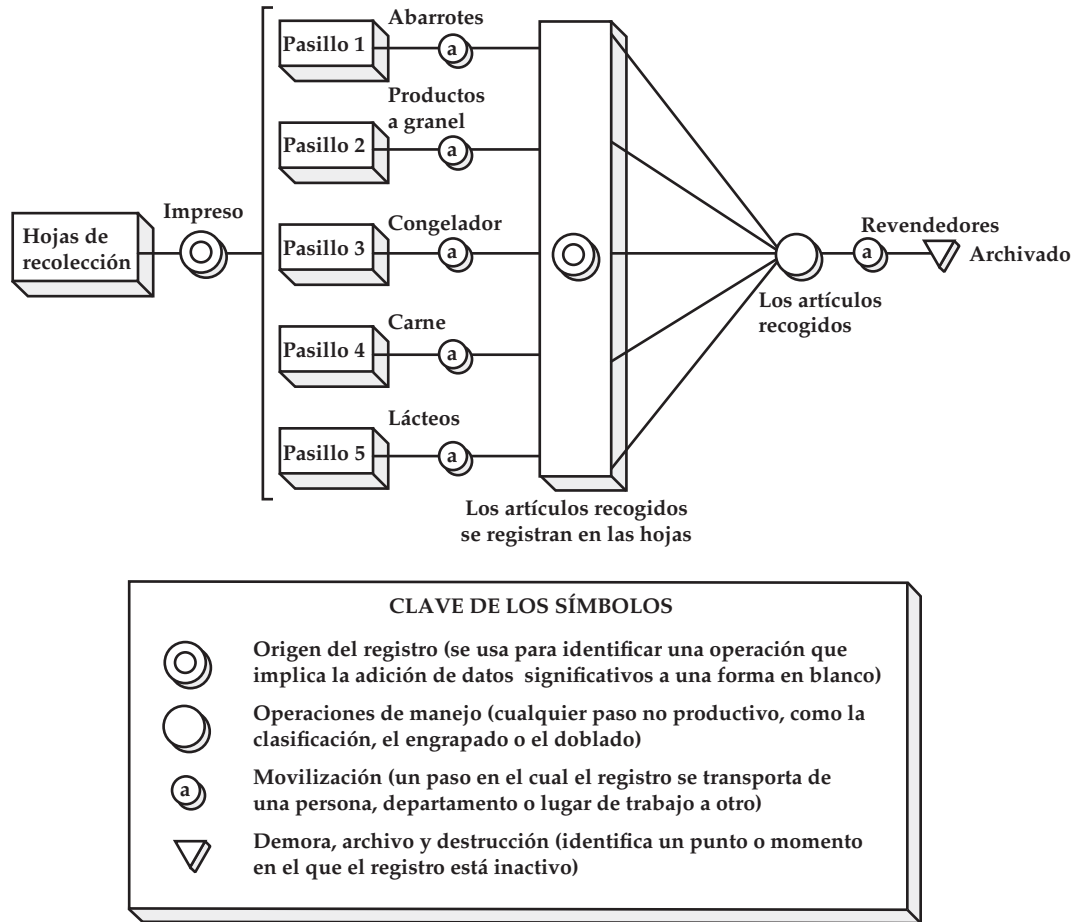 Hojas de
recolección
Impreso
Pasillo 1
Abarrotes
a
Pasillo 2
Productos
a granel
a
Pasillo 3
Congelador
a
Pasillo 4
Carne
a
Pasillo 5
Lácteos
a
Los artículos recogidos
se registran en las hojas
Los artículos
recogidos
Revendedores
a
Archivado
CLAVE DE LOS SÍMBOLOS
Origen del registro (se usa para identificar una operación que
implica la adición de datos significativos a una forma en blanco)
Operaciones de manejo (cualquier paso no productivo, como la
clasificación, el engrapado o el doblado)
a
Movilización (un paso en el cual el registro se transporta de
una persona, departamento o lugar de trabajo a otro)
Demora, archivo y destrucción (identifica un punto o momento
en el que el registro está inactivo)